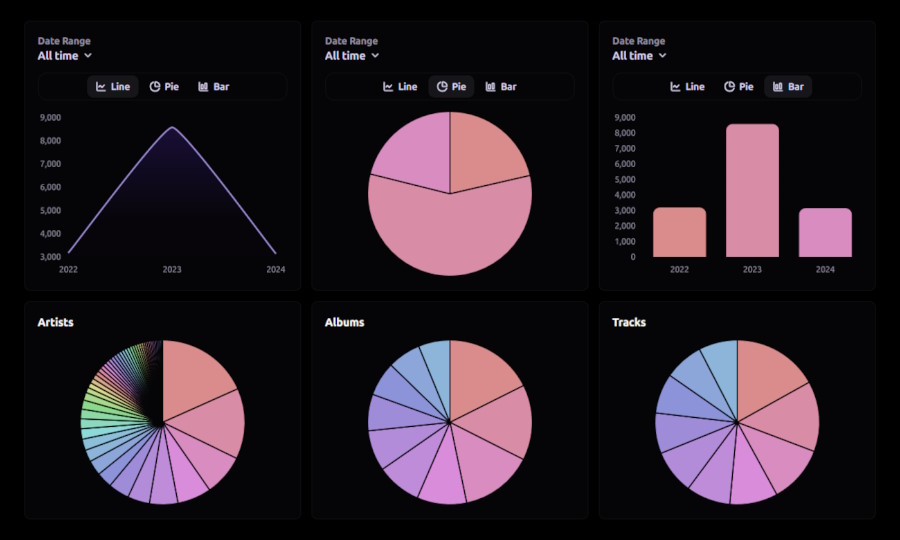 Date Range
All time
Line Pie Bar
9,000
8,000
7,000
6,000
5,000
4,000
3,000
2022 2023 2024
Date Range
All time
Line Pie Bar
Date Range
All time
Line Pie Bar
9,000
8,000
7,000
6,000
5,000
4,000
3,000
2,000
1,000
0
2022 2023 2024
Artists
Albums
Tracks